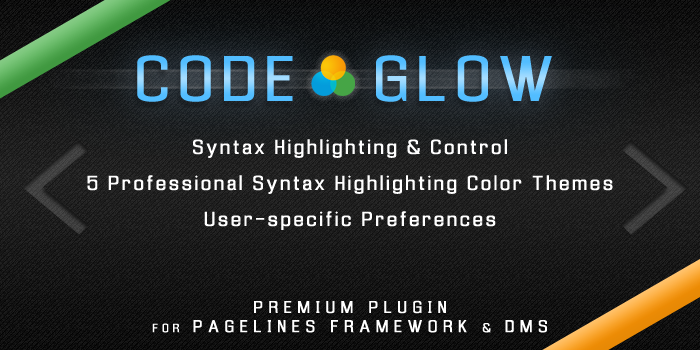 CODE GLOW
Syntax Highlighting & Control
5 Professional Syntax Highlighting Color Themes
User-specific Preferences
PREMIUM PLUGIN
FOR PAGELINES FRAMEWORK & DMS